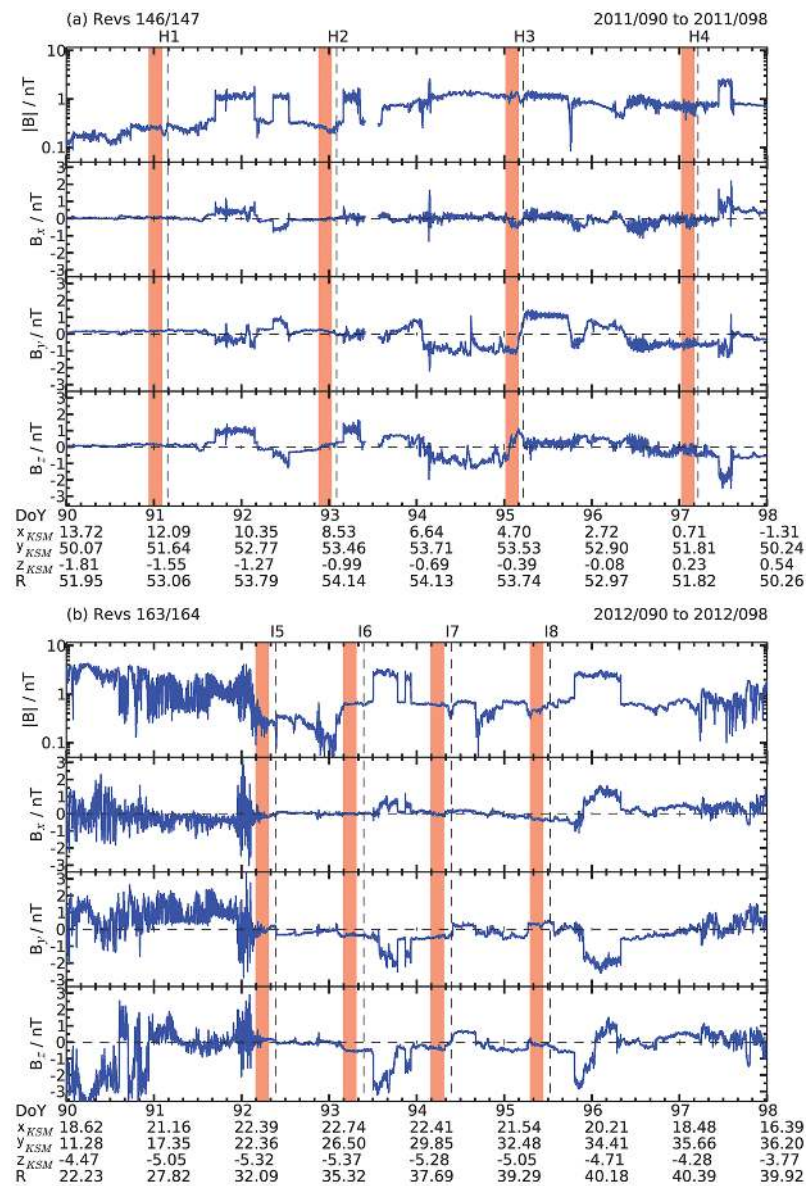 (a) Revs 146/147 2011/090 to 2011/098
H1 H2 H3 H4
10
1
0.1
|B| / nT
3
2
1
0
-1
-2
-3
Bx / nT
3
2
1
0
-1
-2
-3
By / nT
3
2
1
0
-1
-2
-3
Bz / nT
DoY
90 91 92 93 94 95 96 97 98
xKSM 13.72 12.09 10.35 8.53 6.64 4.70 2.72 0.71 -1.31
yKSM 50.07 51.64 52.77 53.46 53.71 53.53 52.90 51.81 50.24
zKSM -1.81 -1.55 -1.27 -0.99 -0.69 -0.39 -0.08 0.23 0.54
R 51.95 53.06 53.79 54.14 54.13 53.74 52.97 51.82 50.26
(b) Revs 163/164 2012/090 to 2012/098
I5 I6 I7 I8
10
1
0.1
|B| / nT
3
2
1
0
-1
-2
-3
Bx / nT
3
2
1
0
-1
-2
-3
By / nT
3
2
1
0
-1
-2
-3
Bz / nT
DoY
90 91 92 93 94 95 96 97 98
xKSM 18.62 21.16 22.39 22.74 22.41 21.54 20.21 18.48 16.39
yKSM 11.28 17.35 22.36 26.50 29.85 32.48 34.41 35.66 36.20
zKSM -4.47 -5.05 -5.32 -5.37 -5.28 -5.05 -4.71 -4.28 -3.77
R 22.23 27.82 32.09 35.32 37.69 39.29 40.18 40.39 39.92